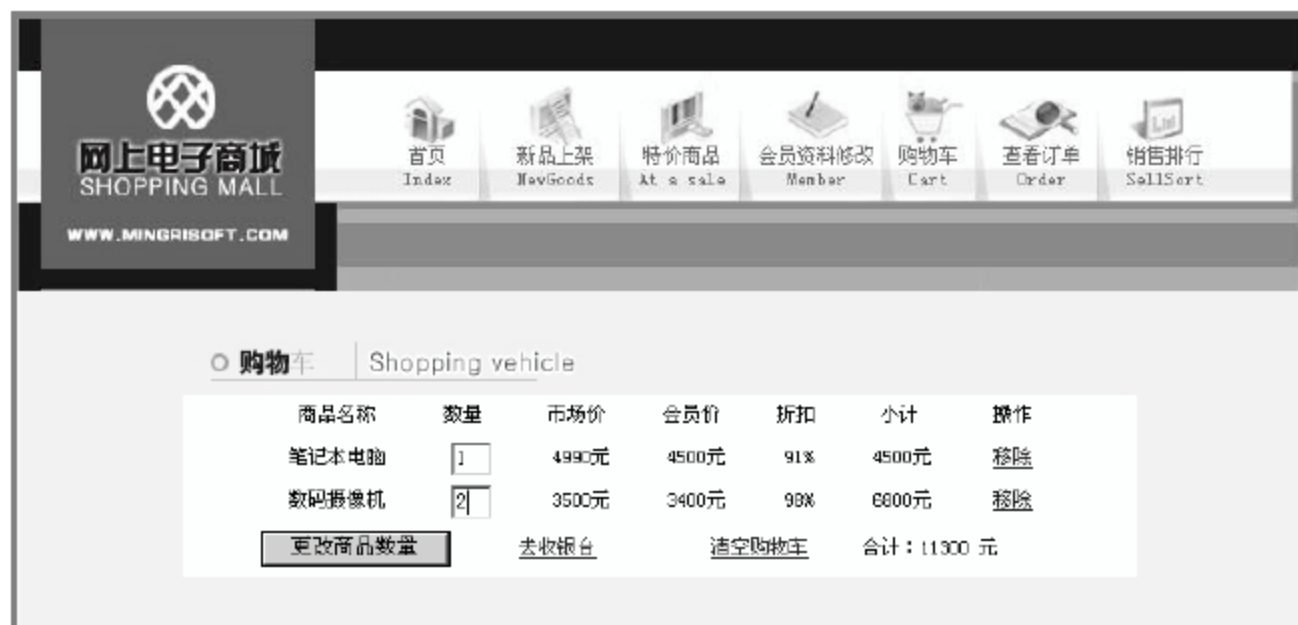 网上电子商城
SHOPPING MALL
WWW.MINGRISOFT.COM
首页 新品上架 特价商品 会员资料修改 购物车 查看订单 销售排行
Index NewGoods At a sale Member Cart Order SellSort
购物车 Shopping vehicle
商品名称 数量 市场价 会员价 折扣 小计 操作
笔记本电脑 1 4990元 4500元 91% 4500元 移除
数码摄像机 2 3500元 3400元 98% 6800元 移除
更改商品数量 去收银台 清空购物车 合计：11300 元